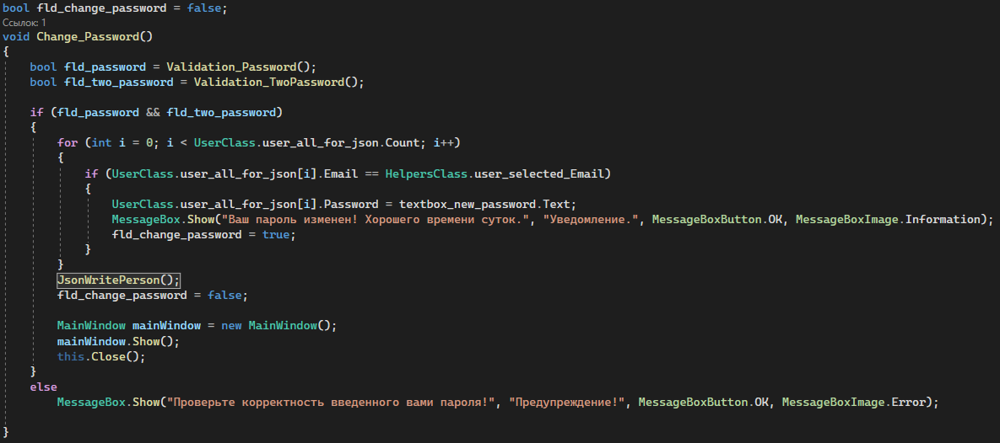 bool fld_change_password = false;
Ссылок: 1
void Change_Password()
{
bool fld_password = Validation_Password();
bool fld_two_password = Validation_TwoPassword();
if (fld_password && fld_two_password)
{
for (int i = 0; i < UserClass.user_all_for_json.Count; i++)
{
if (UserClass.user_all_for_json[i].Email == HelpersClass.user_selected_Email)
{
UserClass.user_all_for_json[i].Password = textbox_new_password.Text;
MessageBox.Show("Ваш пароль изменен! Хорошего времени суток.", "Уведомление.", MessageBoxButton.OK, MessageBoxImage.Information);
fld_change_password = true;
}
}
JsonWritePerson();
fld_change_password = false;
MainWindow mainWindow = new MainWindow();
mainWindow.Show();
this.Close();
}
else
MessageBox.Show("Проверьте корректность введенного вами пароля!", "Предупреждение!", MessageBoxButton.OK, MessageBoxImage.Error);
}